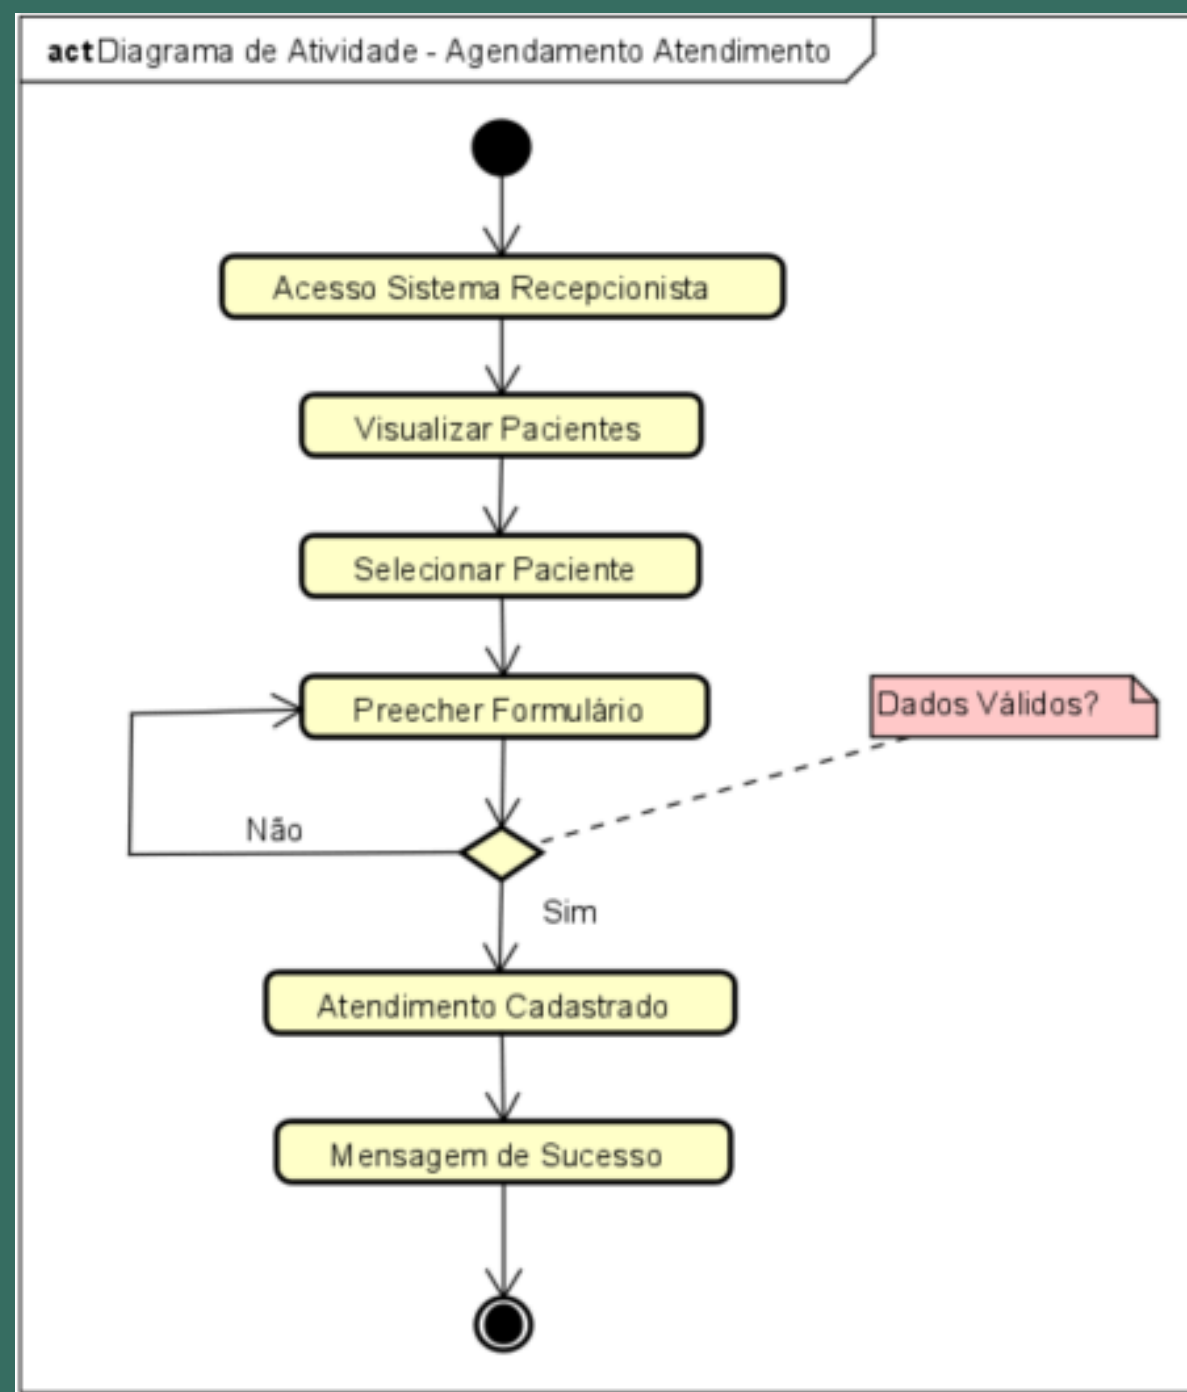 act Diagrama de Atividade - Agendamento Atendimento
Acesso Sistema Recepcionista
Visualizar Pacientes
Selecionar Paciente
Preecher Formulário
Dados Válidos?
Não
Sim
Atendimento Cadastrado
Mensagem de Sucesso